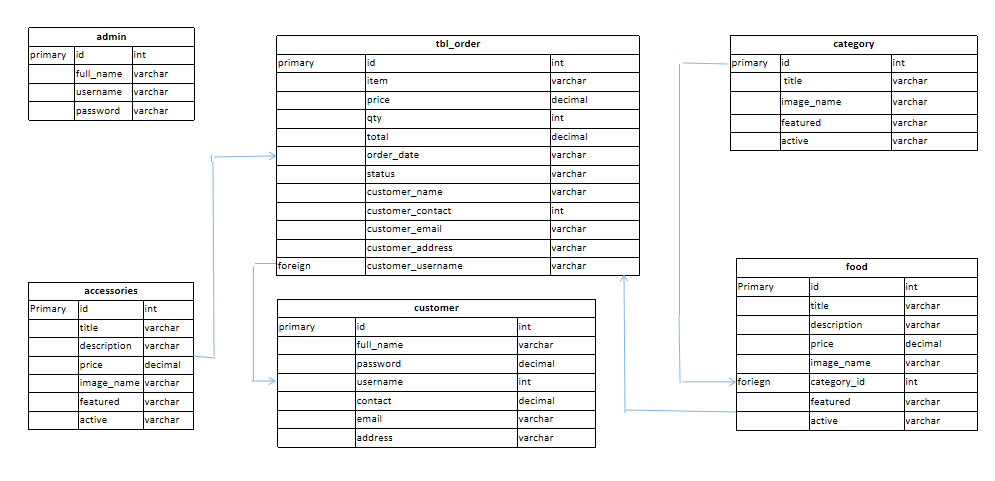 admin
primary id int
full_name varchar
username varchar
password varchar
tbl_order
primary id int
item varchar
price decimal
qty int
total decimal
order_date varchar
status varchar
customer_name varchar
customer_contact int
customer_email varchar
customer_address varchar
foreign customer_username varchar
category
primary id int
title varchar
image_name varchar
featured varchar
active varchar
accessories
Primary id int
title varchar
description varchar
price decimal
image_name varchar
featured varchar
active varchar
customer
primary id int
full_name varchar
password decimal
username int
contact decimal
email varchar
address varchar
food
Primary id int
title varchar
description varchar
price decimal
image_name varchar
foriegn category_id int
featured varchar
active varchar